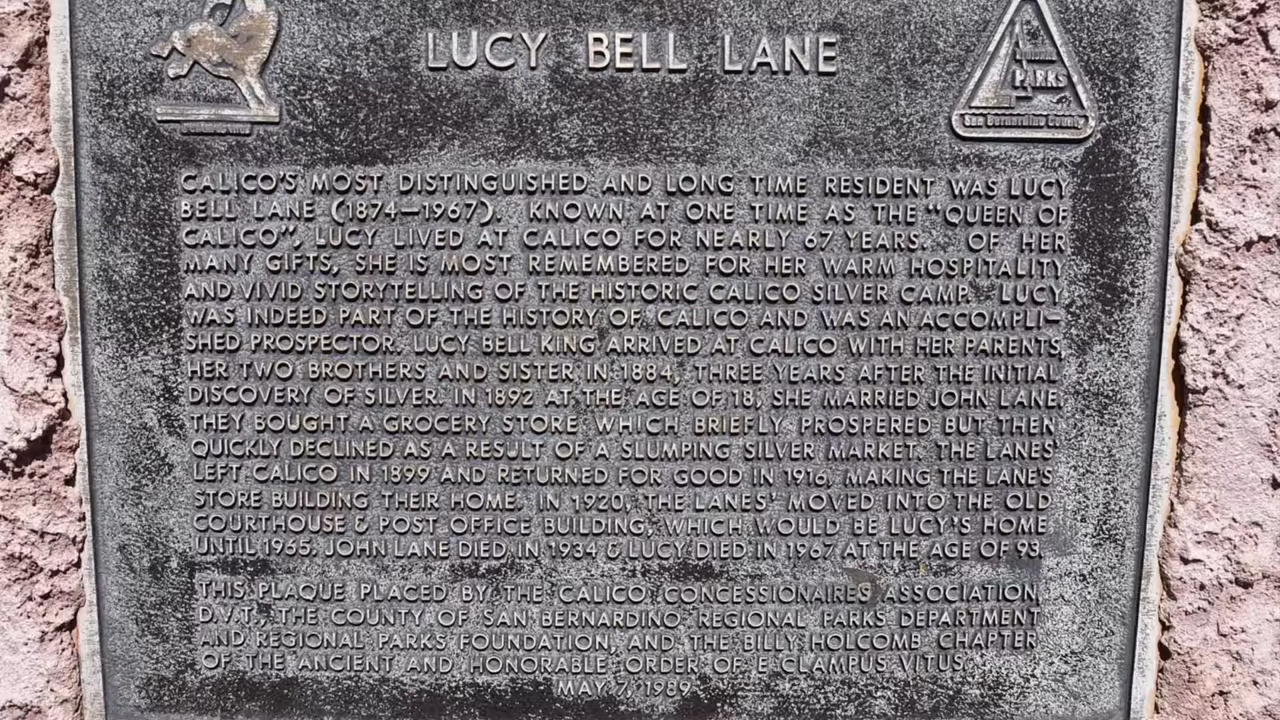 LUCY BELL LANE
PARKS
San Bernardino County
CALICO'S MOST DISTINGUISHED AND LONG TIME RESIDENT WAS LUCY
BELL LANE (1874—1967). KNOWN AT ONE TIME AS THE "QUEEN OF
CALICO", LUCY LIVED AT CALICO FOR NEARLY 67 YEARS. OF HER
MANY GIFTS, SHE IS MOST REMEMBERED FOR HER WARM HOSPITALITY
AND VIVID STORYTELLING OF THE HISTORIC CALICO SILVER CAMP. LUCY
WAS INDEED PART OF THE HISTORY OF CALICO AND WAS AN ACCOMPLI-
SHED PROSPECTOR. LUCY BELL KING ARRIVED AT CALICO WITH HER PARENTS,
HER TWO BROTHERS AND SISTER IN 1884, THREE YEARS AFTER THE INITIAL
DISCOVERY OF SILVER. IN 1892 AT THE AGE OF 18, SHE MARRIED JOHN LANE.
THEY BOUGHT A GROCERY STORE WHICH BRIEFLY PROSPERED BUT THEN
QUICKLY DECLINED AS A RESULT OF A SLUMPING SILVER MARKET. THE LANES'
LEFT CALICO IN 1899 AND RETURNED FOR GOOD IN 1916, MAKING THE LANE'S
STORE BUILDING THEIR HOME. IN 1920, THE LANES' MOVED INTO THE OLD
COURTHOUSE & POST OFFICE BUILDING, WHICH WOULD BE LUCY'S HOME
UNTIL 1965. JOHN LANE DIED IN 1934 & LUCY DIED IN 1967 AT THE AGE OF 93.
THIS PLAQUE PLACED BY THE CALICO CONCESSIONAIRES ASSOCIATION,
D.V.T., THE COUNTY OF SAN BERNARDINO REGIONAL PARKS DEPARTMENT
AND REGIONAL PARKS FOUNDATION, AND THE BILLY HOLCOMB CHAPTER
OF THE ANCIENT AND HONORABLE ORDER OF E CLAMPUS VITUS.
MAY 7, 1989